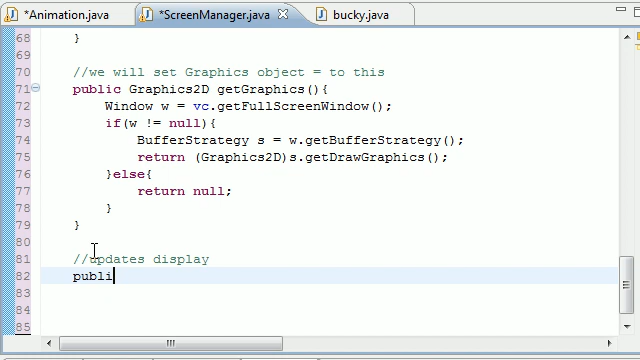 *Animation.java *ScreenManager.java bucky.java
68 }
69
70 //we will set Graphics object = to this
71 public Graphics2D getGraphics(){
72 Window w = vc.getFullScreenWindow();
73 if(w != null){
74 BufferStrategy s = w.getBufferStrategy();
75 return (Graphics2D)s.getDrawGraphics();
76 }else{
77 return null;
78 }
79 }
80
81 //updates display
82 publi
83
84
85